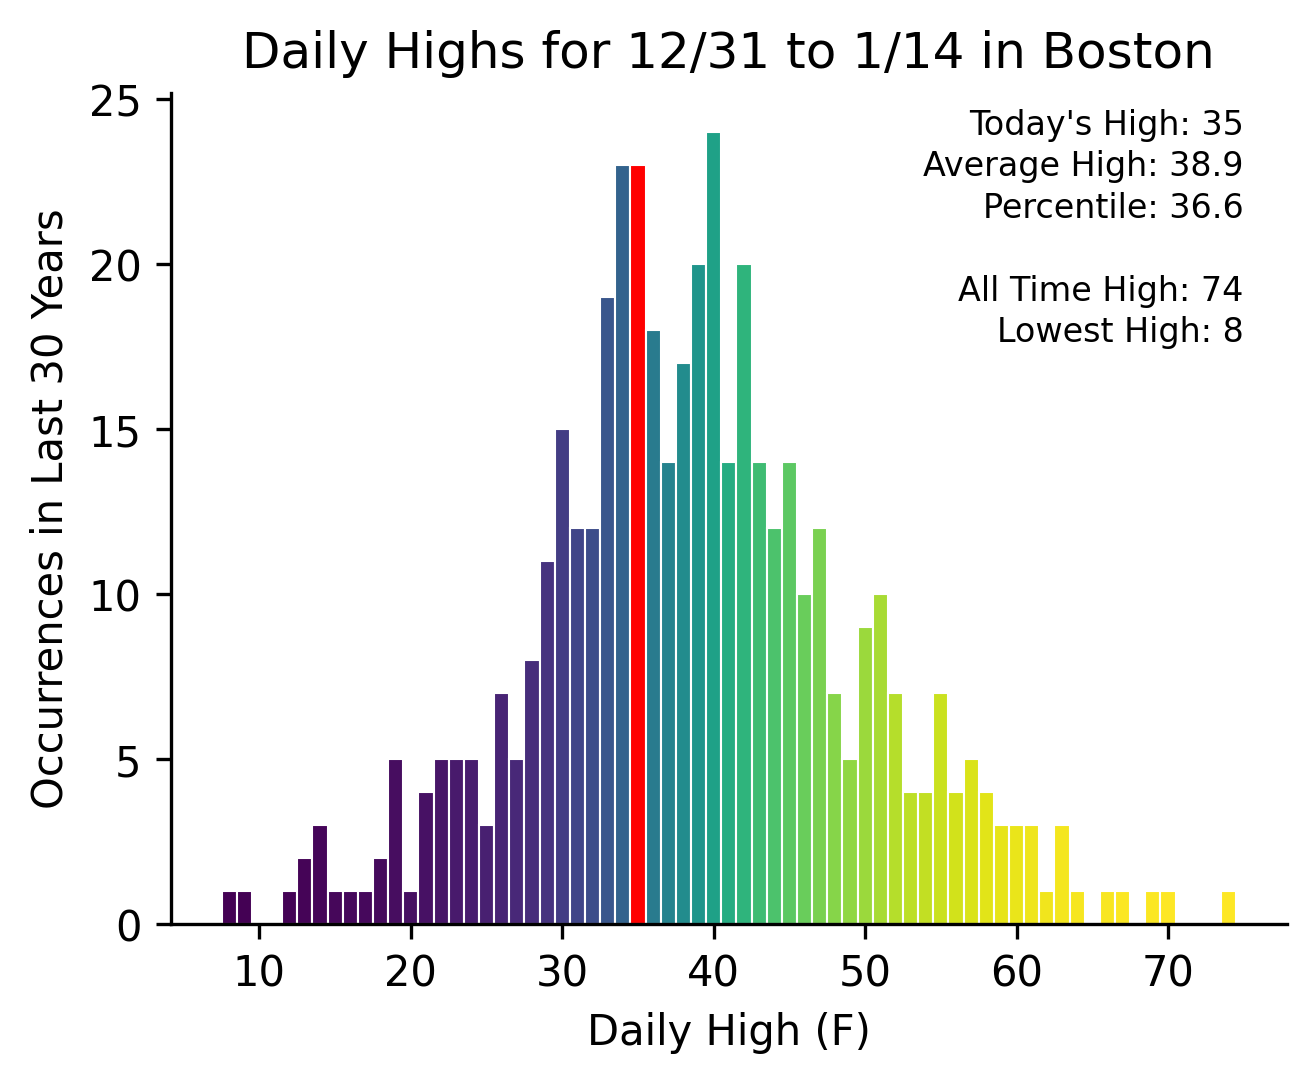 Daily Highs for 12/31 to 1/14 in Boston
Today's High: 35
Average High: 38.9
Percentile: 36.6
All Time High: 74
Lowest High: 8
Occurrences in Last 30 Years
25
20
15
10
5
0
10 20 30 40 50 60 70
Daily High (F)